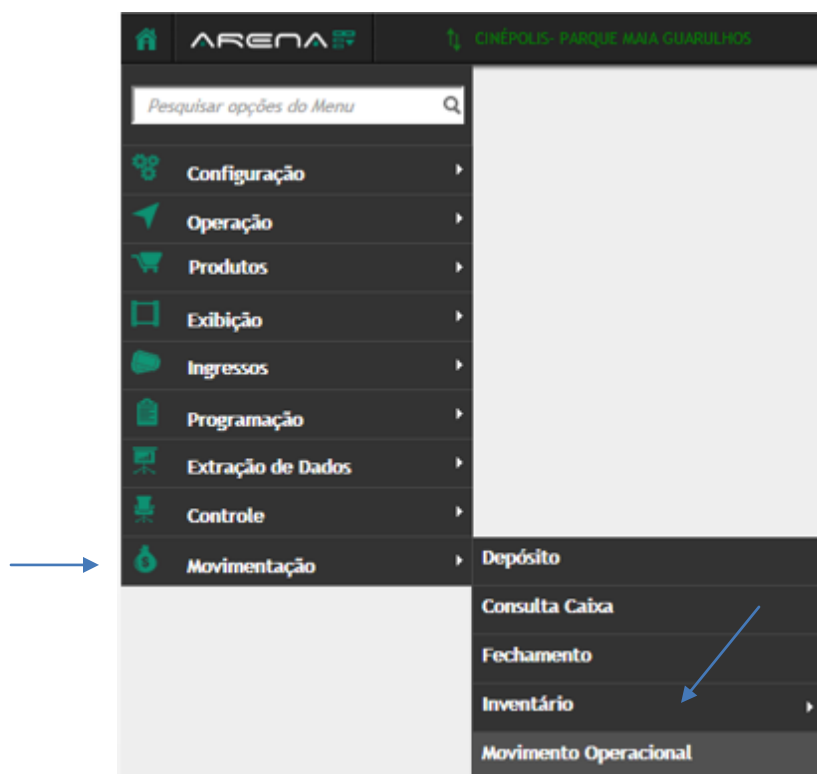 ARENA
CINÉPOLIS- PARQUE MAIA GUARULHOS
Pesquisar opções do Menu
Configuração
Operação
Produtos
Exibição
Ingressos
Programação
Extração de Dados
Controle
Movimentação
Depósito
Consulta Caixa
Fechamento
Inventário
Movimento Operacional